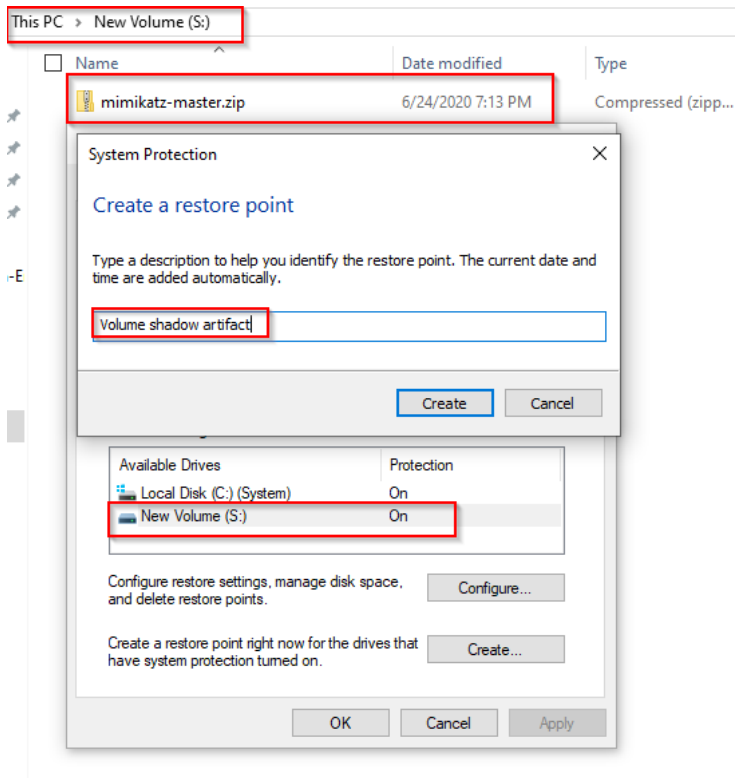 This PC > New Volume (S:)
Name Date modified Type
mimikatz-master.zip 6/24/2020 7:13 PM Compressed (zipp...
System Protection
Create a restore point
Type a description to help you identify the restore point. The current date and
time are added automatically.
-E
Volume shadow artifact
Create Cancel
Available Drives Protection
Local Disk (C:) (System) On
New Volume (S:) On
Configure restore settings, manage disk space,
and delete restore points.
Configure...
Create a restore point right now for the drives that
have system protection turned on.
Create...
OK Cancel Apply